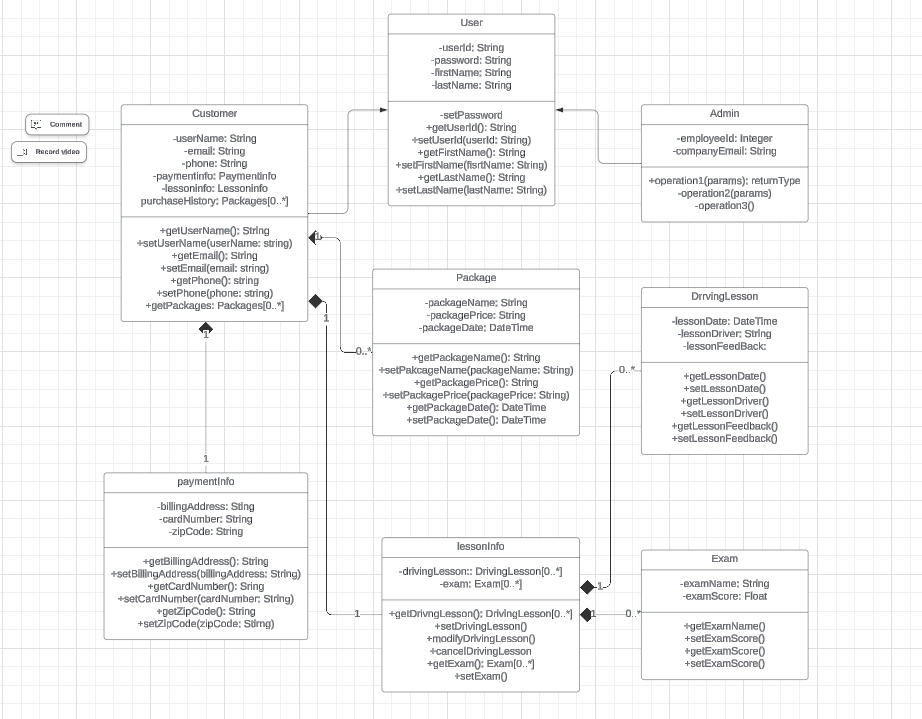 User
-userId: String
-password: String
-firstName: String
-lastName: String
-setPassword
+getUserId(): String
+setUserId(userId: String)
+getFirstName(): String
+setFirstName(fisrtName: String)
+getLastName(): String
+setLastName(lastName: String)
Comment
Record video
Customer
-userName: String
-email: String
-phone: String
-paymentinfo: PaymentInfo
-lessoninfo: LessonInfo
purchaseHistory: Packages[0..*]
+getUserName(): String
+setUserName(userName: string)
+getEmail(): String
+setEmail(email: string)
+getPhone(): string
+setPhone(phone: string)
+getPackages: Packages[0..*]
Admin
-employeeId: Integer
-companyEmail: String
+operation1(params): returnType
-operation2(params)
-operation3()
1
0..*
1
1
1
1
Package
-packageName: String
-packagePrice: String
-packageDate: DateTime
+getPackageName(): String
+setPakcageName(packageName: String)
+getPackagePrice(): String
+setPackagePrice(packagePrice: String)
+getPackageDate(): DateTime
+setPackageDate(): DateTime
DrrvingLesson
-lessonDate: DateTime
-lessonDriver: String
-lessonFeedBack:
+getLessonDate()
+setLessonDate()
+getLessonDriver()
+setLessonDriver()
+getLessonFeedback()
+setLessonFeedback()
0..*
paymentInfo
-billingAddress: Sting
-cardNumber: String
-zipCode: String
+getBillingAddress(): String
+setBillingAddress(billingAddress: String)
+getCardNumber(): Sring
+setCardNumber(cardNumber: String)
+getZipCode(): String
+setZipCode(zipCode: String)
lessonInfo
-drivingLesson:: DrivingLesson[0..*]
-exam: Exam[0..*]
+getDrivngLesson(): DrivingLesson[0..*]
+setDrivingLesson()
+modifyDrivingLesson()
+cancelDrivingLesson
+getExam(): Exam[0..*]
+setExam()
1
1
0..*
Exam
-examName: String
-examScore: Float
+getExamName()
+setExamScore()
+getExamScore()
+setExamScore()